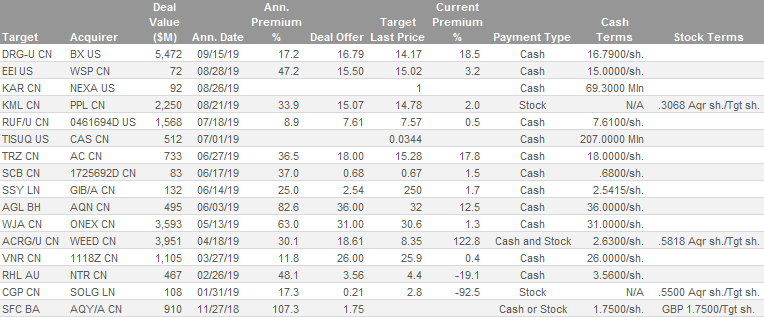 Target Acquirer Deal Value ($M) Ann. Date Ann. Premium % Deal Offer Target Last Price Current Premium % Payment Type Cash Terms Stock Terms
DRG-U CN BX US 5,472 09/15/19 17.2 16.79 14.17 18.5 Cash 16.7900/sh.
EEI US WSP CN 72 08/28/19 47.2 15.50 15.02 3.2 Cash 15.0000/sh.
KAR CN NEXA US 92 08/26/19 1 Cash 69.3000 Mln
KML CN PPL CN 2,250 08/21/19 33.9 15.07 14.78 2.0 Stock N/A .3068 Aqr sh./Tgt sh.
RUF/U CN 0461694D US 1,568 07/18/19 8.9 7.61 7.57 0.5 Cash 7.6100/sh.
TISUQ US CAS CN 512 07/01/19 0.0344 Cash 207.0000 Mln
TRZ CN AC CN 733 06/27/19 36.5 18.00 15.28 17.8 Cash 18.0000/sh.
SCB CN 1725692D CN 83 06/17/19 37.0 0.68 0.67 1.5 Cash .6800/sh.
SSY LN GIB/A CN 132 06/14/19 25.0 2.54 250 1.7 Cash 2.5415/sh.
AGL BH AQN CN 495 06/03/19 82.6 36.00 32 12.5 Cash 36.0000/sh.
WJA CN ONEX CN 3,593 05/13/19 63.0 31.00 30.6 1.3 Cash 31.0000/sh.
ACRG/U CN WEED CN 3,951 04/18/19 30.1 18.61 8.35 122.8 Cash and Stock 2.6300/sh. .5818 Aqr sh./Tgt sh.
VNR CN 1118Z CN 1,105 03/27/19 11.8 26.00 25.9 0.4 Cash 26.0000/sh.
RHL AU NTR CN 467 02/26/19 48.1 3.56 4.4 -19.1 Cash 3.5600/sh.
CGP CN SOLG LN 108 01/31/19 17.3 0.21 2.8 -92.5 Stock N/A .5500 Aqr sh./Tgt sh.
SFC BA AQY/A CN 910 11/27/18 107.3 1.75 Cash or Stock 1.7500/sh. GBP 1.7500/Tgt sh.